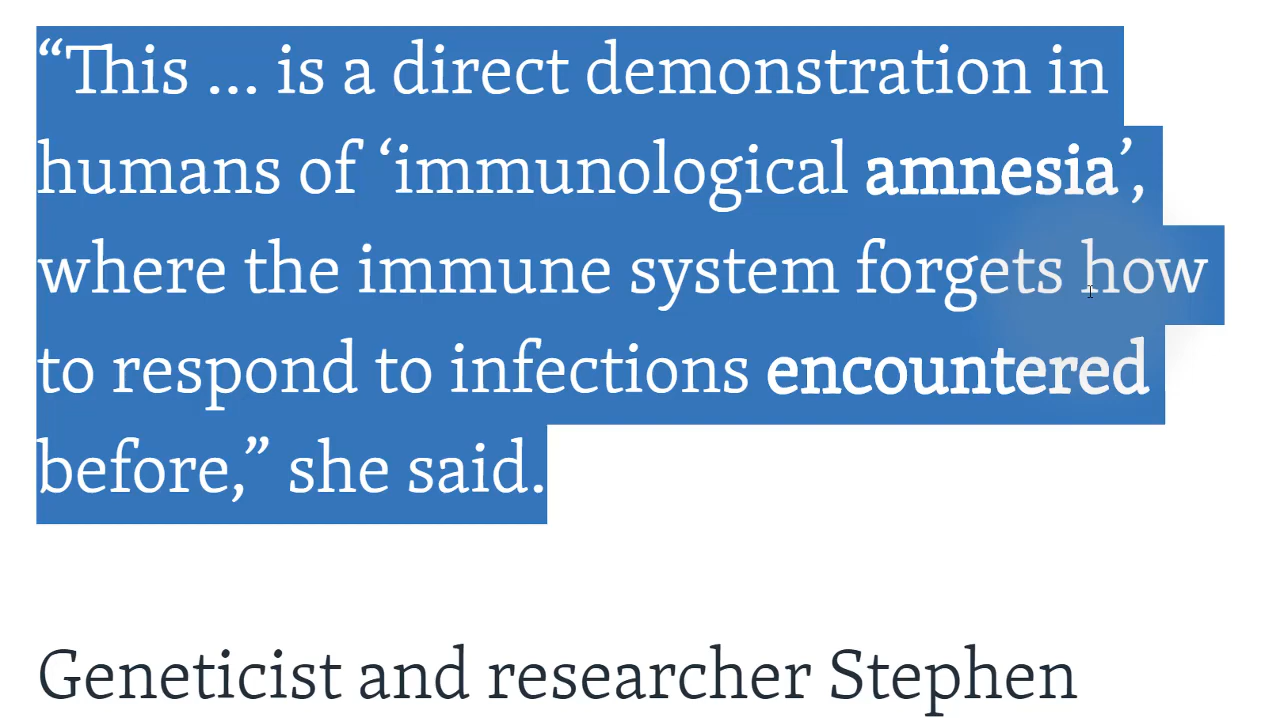 “This … is a direct demonstration in
humans of ‘immunological amnesia’,
where the immune system forgets how
to respond to infections encountered
before,” she said.
Geneticist and researcher Stephen